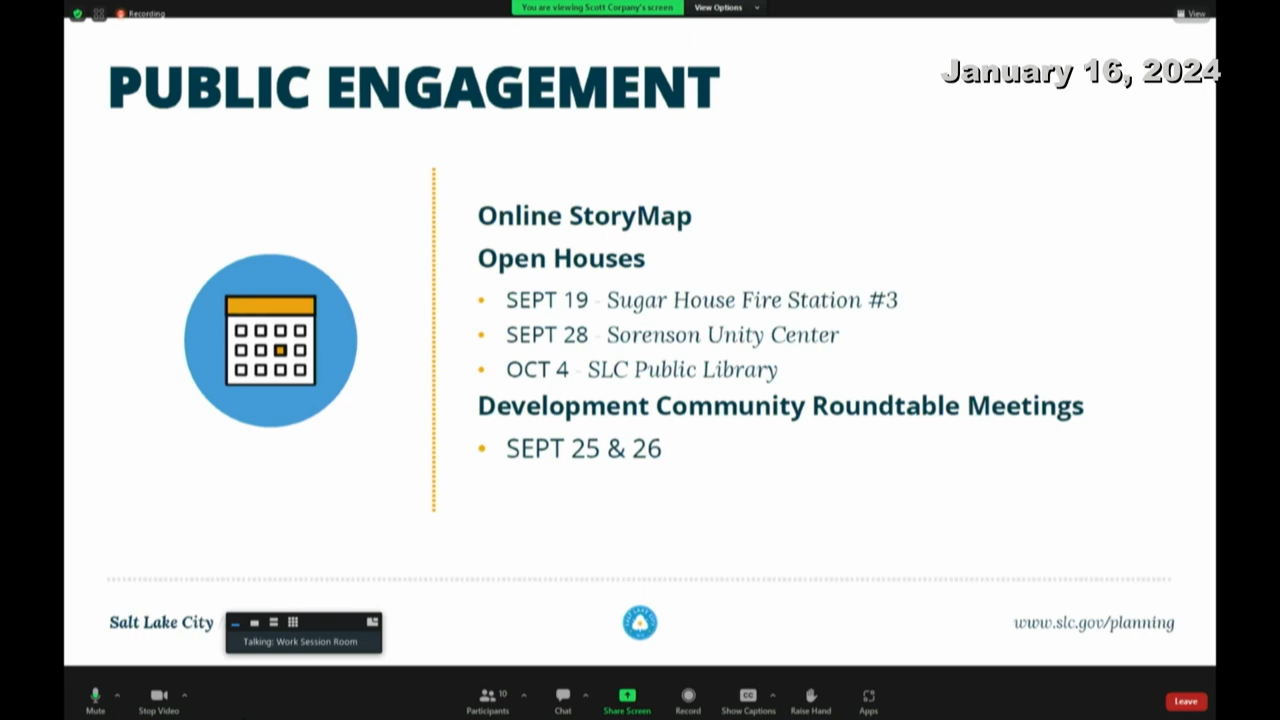 Recording
You are viewing Scott Corpany's screen
View Options
View
January 16, 2024
PUBLIC ENGAGEMENT
Online StoryMap
Open Houses
• SEPT 19 - Sugar House Fire Station #3
• SEPT 28 - Sorenson Unity Center
• OCT 4 - SLC Public Library
Development Community Roundtable Meetings
• SEPT 25 & 26
Salt Lake City
Talking: Work Session Room
www.slc.gov/planning
Mute
Stop Video
Participants 10
Chat
Share Screen
Record
CC
Show Captions
Raise Hand
Apps
Leave